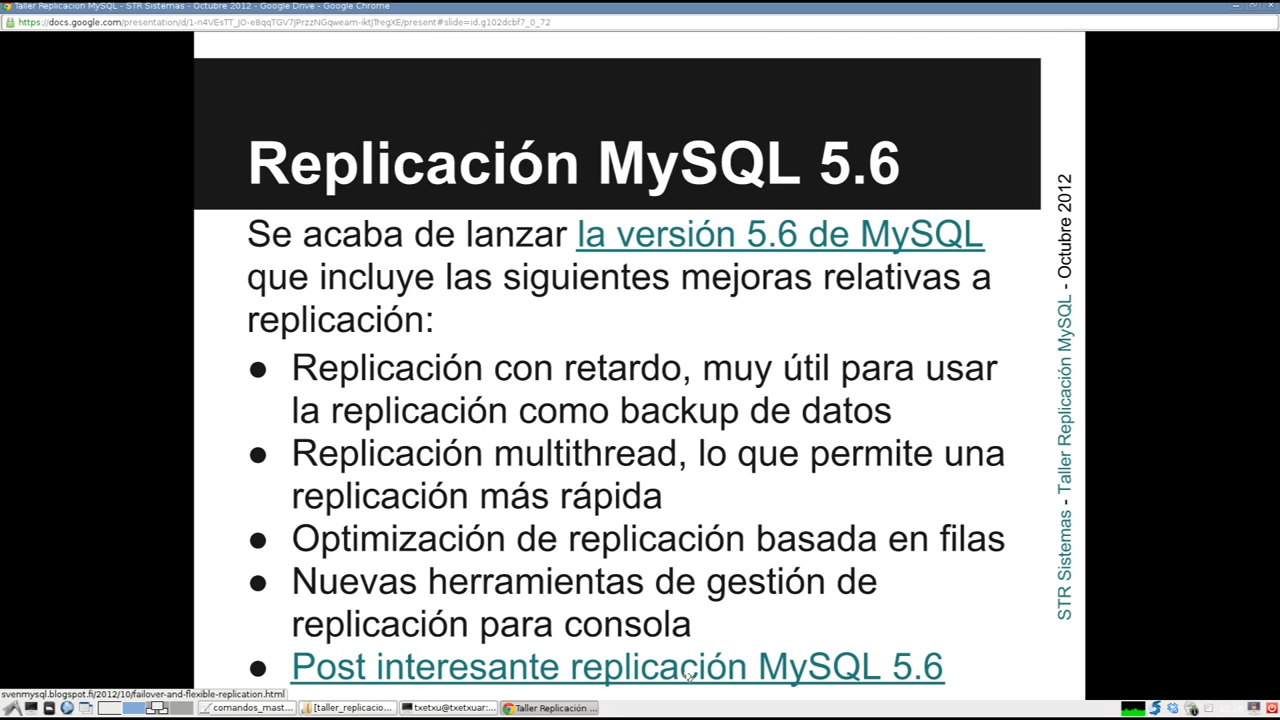 Taller Replicación MySQL - STR Sistemas - Octubre 2012 - Google Drive - Google Chrome
Replicación MySQL 5.6
Se acaba de lanzar la versión 5.6 de MySQL
que incluye las siguientes mejoras relativas a
replicación:
● Replicación con retardo, muy útil para usar
la replicación como backup de datos
● Replicación multithread, lo que permite una
replicación más rápida
● Optimización de replicación basada en filas
● Nuevas herramientas de gestión de
replicación para consola
● Post interesante replicación MySQL 5.6
STR Sistemas - Taller Replicación MySQL - Octubre 2012
svenmysql.blogspot.fi/2012/10/failover-and-flexible-replication.html
comandos_mast...
[taller_replicacio...
txetxu@txetxuar:...
Taller Replicación ...